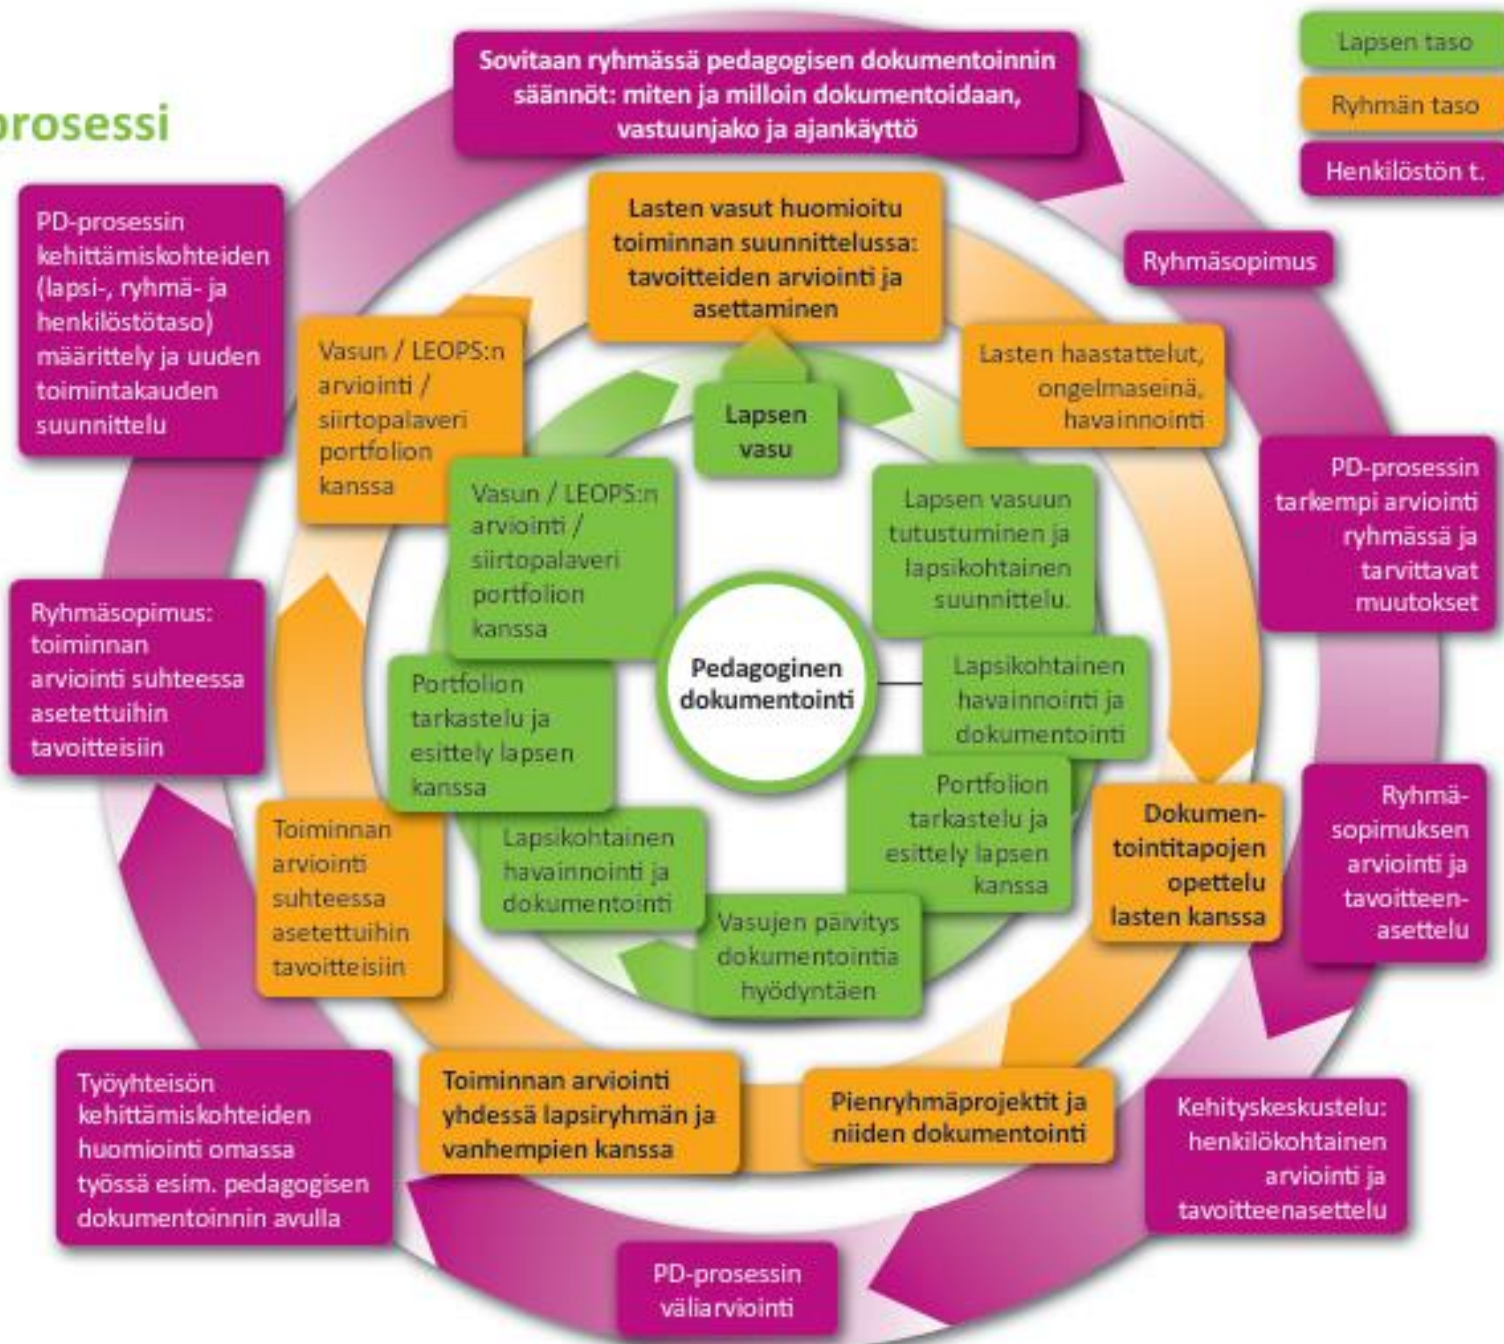 prosessi
Lapsen taso
Ryhmän taso
Henkilöstön t.
Sovitaan ryhmässä pedagogisen dokumentoinnin
säännöt: miten ja milloin dokumentoidaan,
vastuunjako ja ajankäyttö
Ryhmäsopimus
PD-prosessin
tarkempi arviointi
ryhmässä ja
tarvittavat
muutokset
Ryhmä-
sopimuksen
arviointi ja
tavoitteen-
asettelu
Kehityskeskustelu:
henkilökohtainen
arviointi ja
tavoitteenasettelu
PD-prosessin
väliarviointi
Työyhteisön
kehittämiskohteiden
huomiointi omassa
työssä esim. pedagogisen
dokumentoinnin avulla
Ryhmäsopimus:
toiminnan
arviointi suhteessa
asetettuihin
tavoitteisiin
PD-prosessin
kehittämiskohteiden
(lapsi-, ryhmä- ja
henkilöstötaso)
määrittely ja uuden
toimintakauden
suunnittelu
Lasten vasut huomioitu
toiminnan suunnittelussa:
tavoitteiden arviointi ja
asettaminen
Lasten haastattelut,
ongelmaseinä,
havainnointi
Dokumen-
tointitapojen
opettelu
lasten kanssa
Pienryhmäprojektit ja
niiden dokumentointi
Toiminnan arviointi
yhdessä lapsiryhmän ja
vanhempien kanssa
Toiminnan
arviointi
suhteessa
asetettuihin
tavoitteisiin
Vasun / LEOPS:n
arviointi /
siirtopalaveri
portfolion
kanssa
Lapsen
vasu
Lapsen vasuun
tutustuminen ja
lapsikohtainen
suunnittelu.
Lapsikohtainen
havainnointi ja
dokumentointi
Portfolion
tarkastelu ja
esittely lapsen
kanssa
Vasujen päivitys
dokumentointia
hyödyntäen
Lapsikohtainen
havainnointi ja
dokumentointi
Portfolion
tarkastelu ja
esittely lapsen
kanssa
Vasun / LEOPS:n
arviointi /
siirtopalaveri
portfolion
kanssa
Pedagoginen
dokumentointi